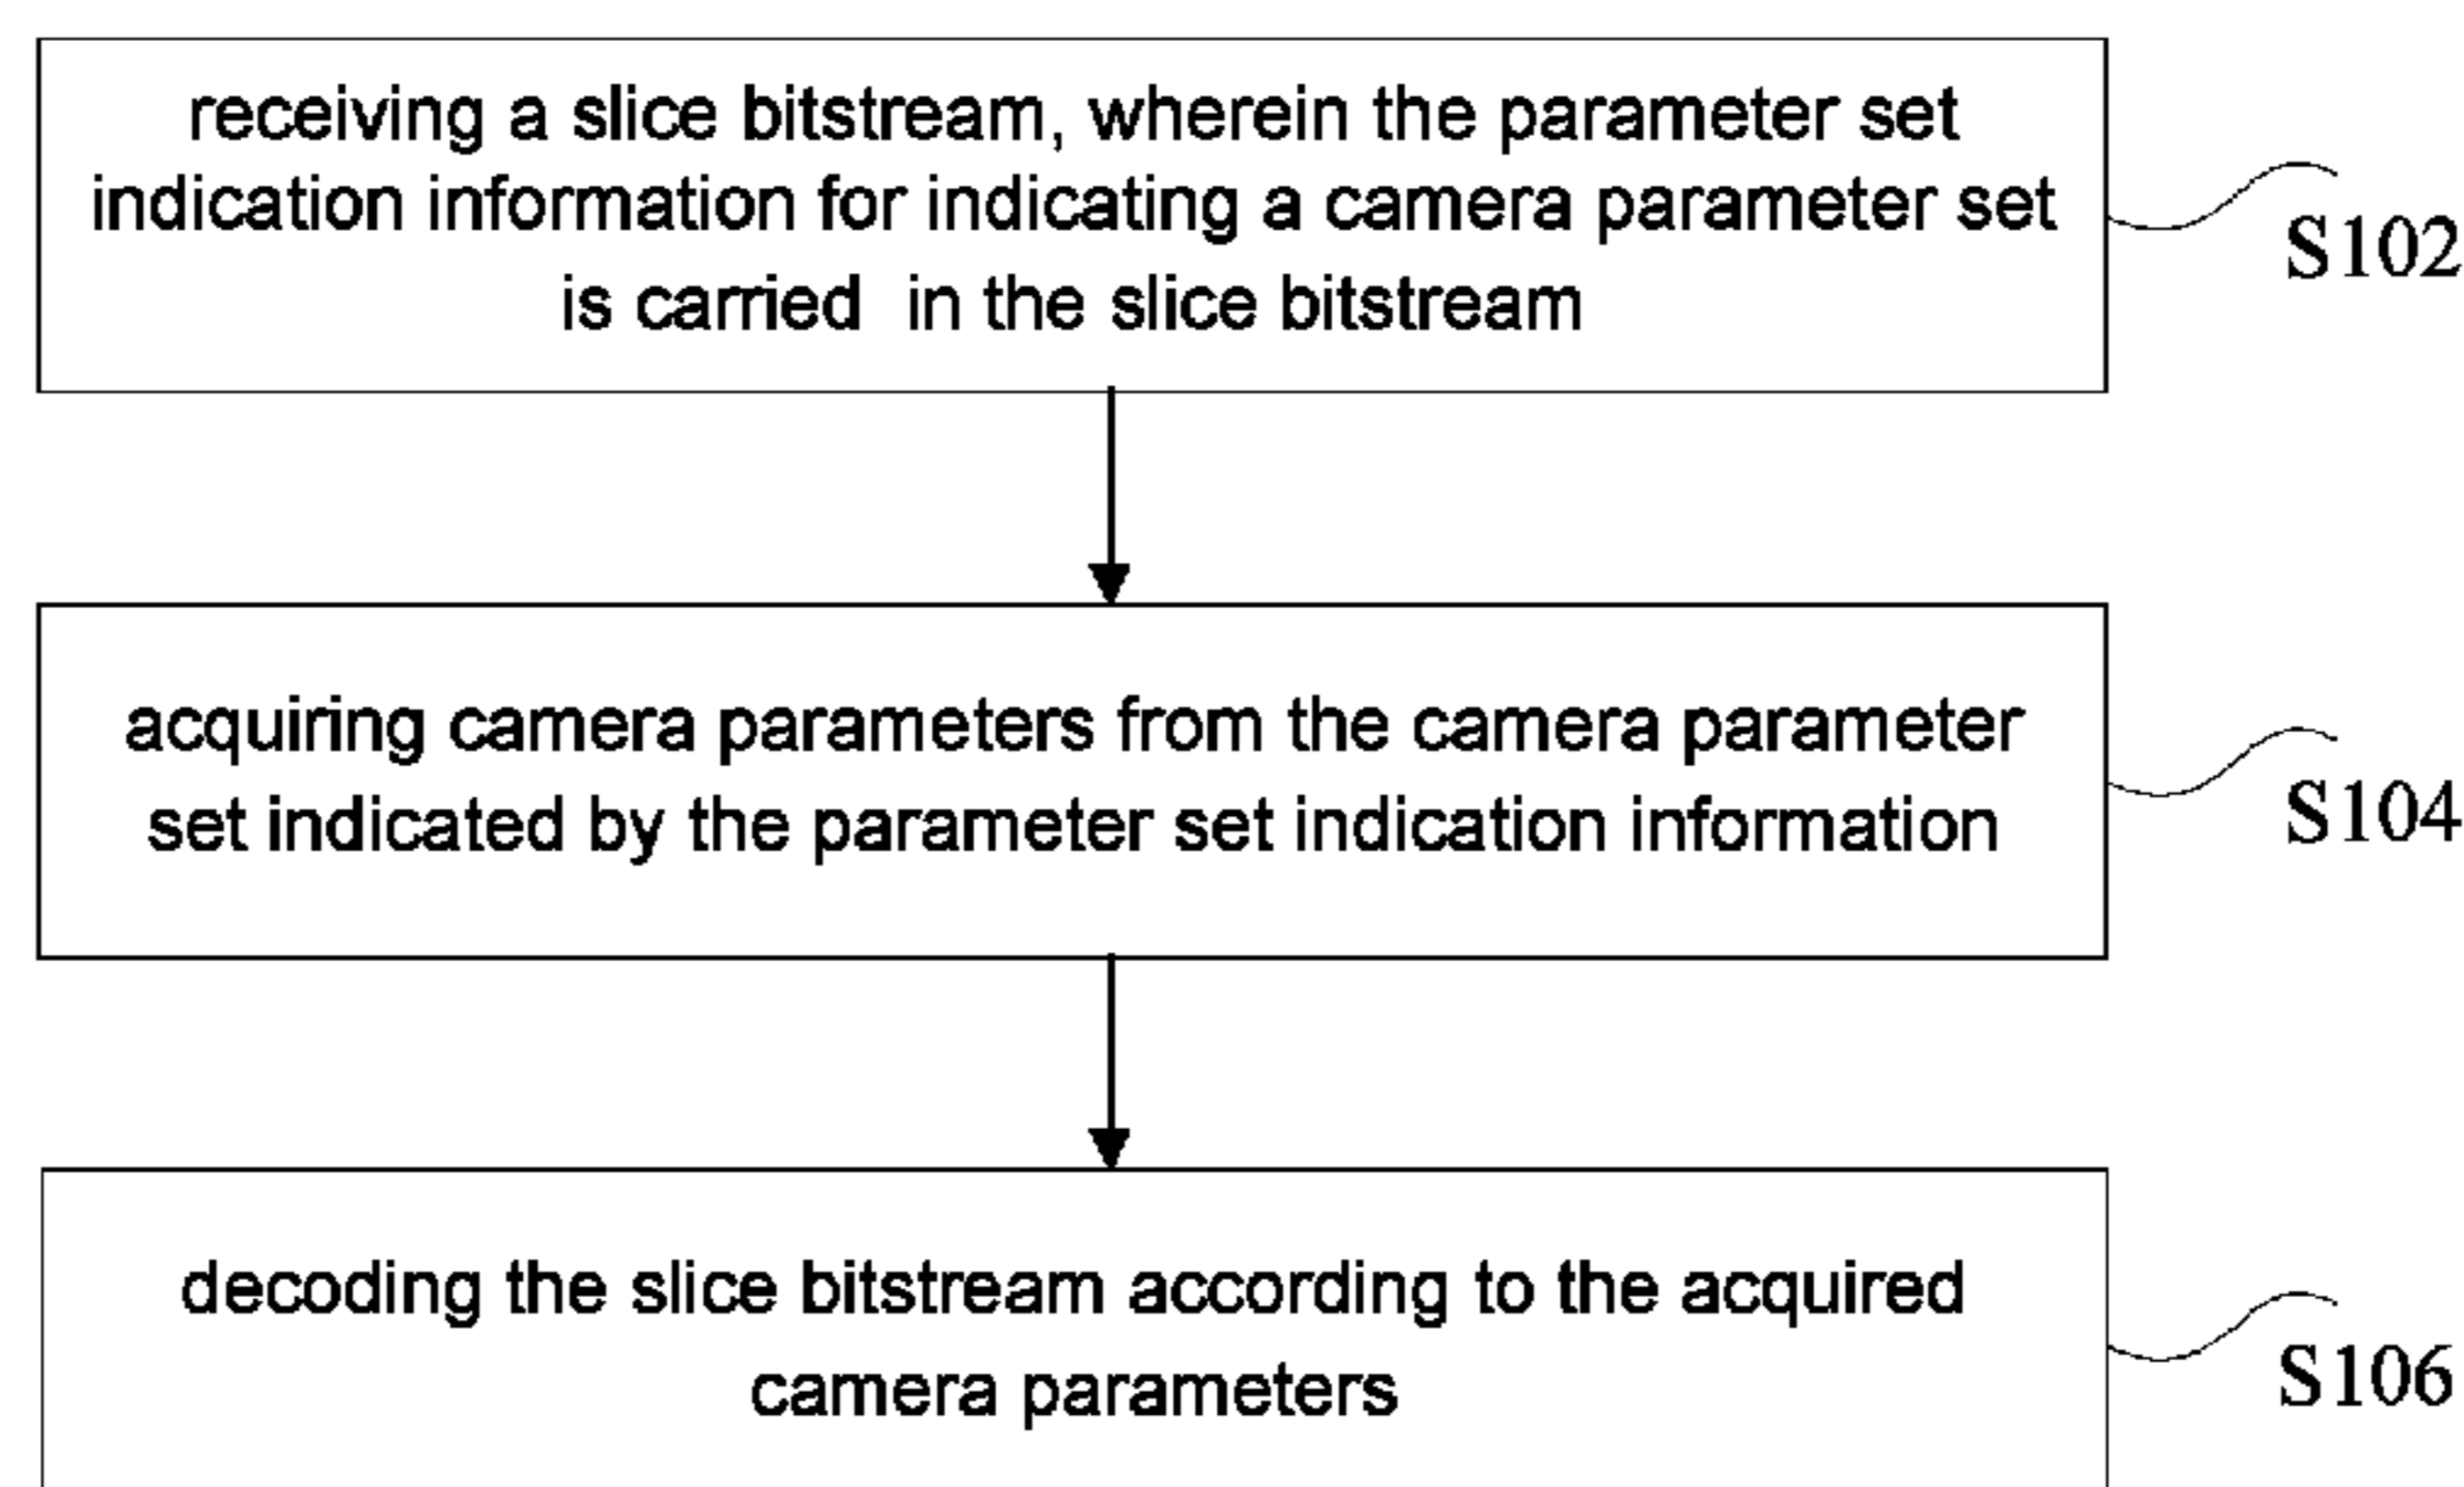 receiving a slice bitstream, wherein the parameter set
indication information for indicating a camera parameter set
is carried in the slice bitstream
S102
acquiring camera parameters from the camera parameter
set indicated by the parameter set indication information
S104
decoding the slice bitstream according to the acquired
camera parameters
S106